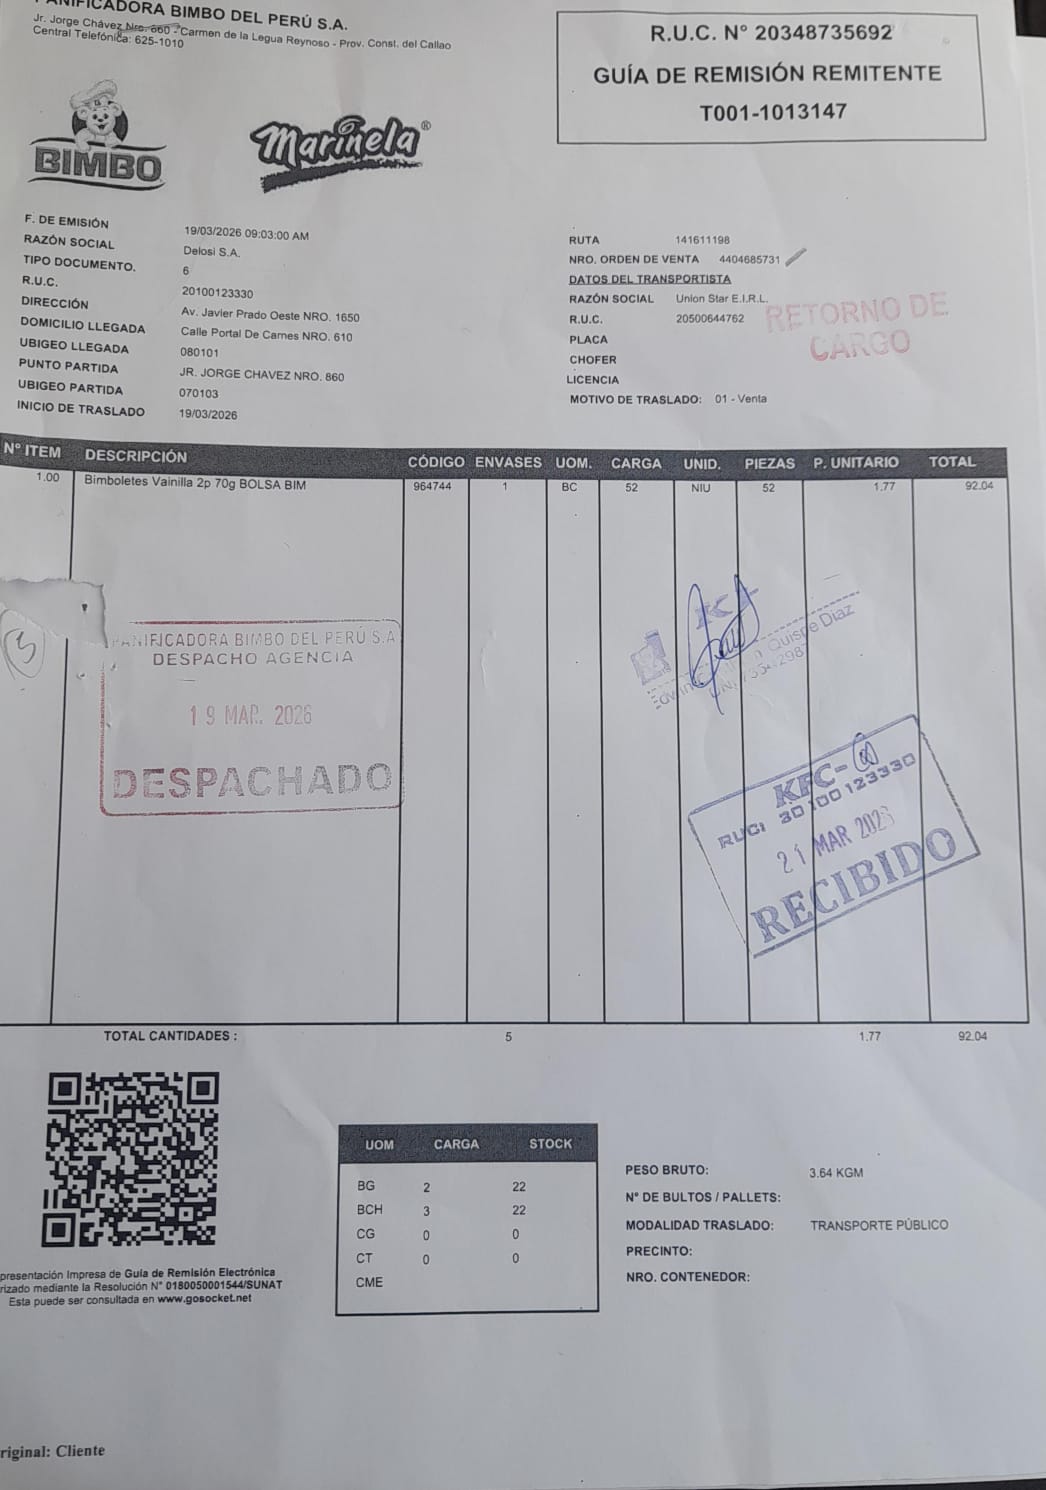 PANIFICADORA BIMBO DEL PERÚ S.A.
Jr. Jorge Chávez Nro. 860 - Carmen de la Legua Reynoso - Prov. Const. del Callao
Central Telefónica: 625-1010
R.U.C. N° 20348735692
GUÍA DE REMISIÓN REMITENTE
T001-1013147
BIMBO
Marinela
F. DE EMISIÓN 19/03/2026 09:03:00 AM
RAZÓN SOCIAL Delosi S.A.
TIPO DOCUMENTO. 6
R.U.C. 20100123330
DIRECCIÓN Av. Javier Prado Oeste NRO. 1650
DOMICILIO LLEGADA Calle Portal De Carnes NRO. 610
UBIGEO LLEGADA 080101
PUNTO PARTIDA JR. JORGE CHAVEZ NRO. 860
UBIGEO PARTIDA 070103
INICIO DE TRASLADO 19/03/2026
RUTA 141611198
NRO. ORDEN DE VENTA 4404685731
DATOS DEL TRANSPORTISTA
RAZÓN SOCIAL Union Star E.I.R.L.
R.U.C. 20500644762
PLACA
CHOFER
LICENCIA
MOTIVO DE TRASLADO: 01 - Venta
RETORNO DE
CARGO
N° ITEM DESCRIPCIÓN CÓDIGO ENVASES UOM. CARGA UNID. PIEZAS P. UNITARIO TOTAL
1.00 Bimboletes Vainilla 2p 70g BOLSA BIM 964744 1 BC 52 NIU 52 1.77 92.04
PANIFICADORA BIMBO DEL PERÚ S.A
DESPACHO AGENCIA
19 MAR. 2026
DESPACHADO
Quispe Diaz
KFC-
RUC: 20100123330
21 MAR 2026
RECIBIDO
TOTAL CANTIDADES : 5 1.77 92.04
UOM CARGA STOCK
BG 2 22
BCH 3 22
CG 0 0
CT 0 0
CME
PESO BRUTO: 3.64 KGM
N° DE BULTOS / PALLETS:
MODALIDAD TRASLADO: TRANSPORTE PÚBLICO
PRECINTO:
NRO. CONTENEDOR:
presentación Impresa de Guía de Remisión Electrónica
rizado mediante la Resolución N° 0180050001544/SUNAT
Esta puede ser consultada en www.gosocket.net
riginal: Cliente